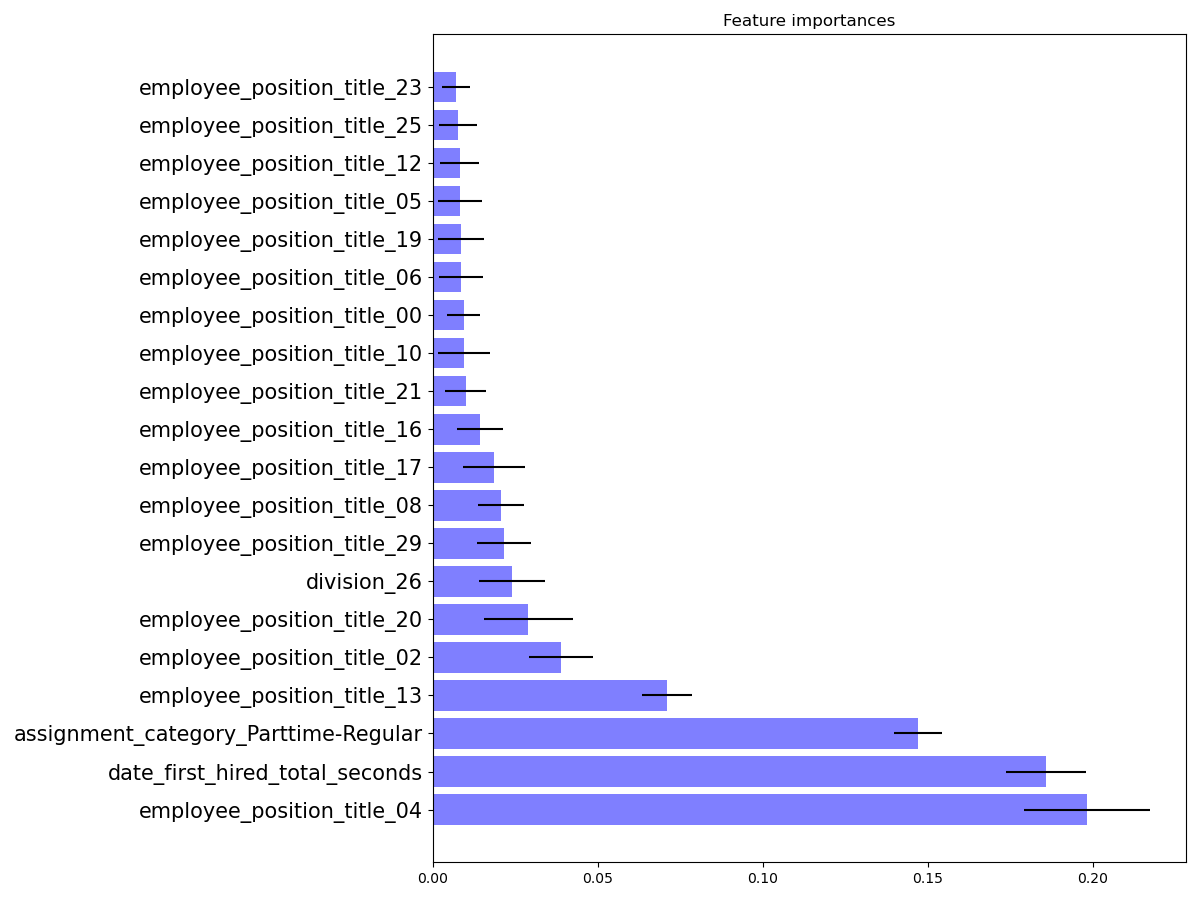 Feature importances
employee_position_title_23
employee_position_title_25
employee_position_title_12
employee_position_title_05
employee_position_title_19
employee_position_title_06
employee_position_title_00
employee_position_title_10
employee_position_title_21
employee_position_title_16
employee_position_title_17
employee_position_title_08
employee_position_title_29
division_26
employee_position_title_20
employee_position_title_02
employee_position_title_13
assignment_category_Parttime-Regular
date_first_hired_total_seconds
employee_position_title_04
0.00 0.05 0.10 0.15 0.20